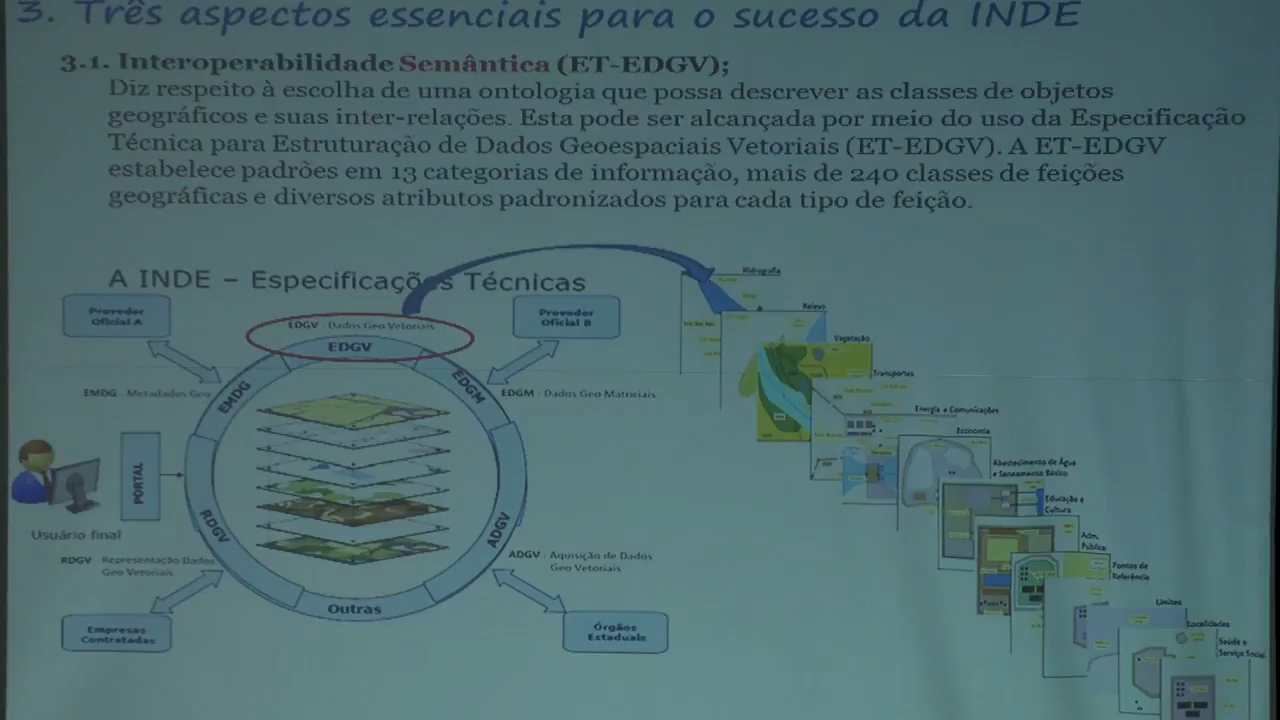 3. Três aspectos essenciais para o sucesso da INDE
3.1. Interoperabilidade Semântica (ET-EDGV);
Diz respeito à escolha de uma ontologia que possa descrever as classes de objetos
geográficos e suas inter-relações. Esta pode ser alcançada por meio do uso da Especificação
Técnica para Estruturação de Dados Geoespaciais Vetoriais (ET-EDGV). A ET-EDGV
estabelece padrões em 13 categorias de informação, mais de 240 classes de feições
geográficas e diversos atributos padronizados para cada tipo de feição.
A INDE – Especificações Técnicas
Provedor
Oficial A
EDGV - Dados Geo Vetoriais
EDGV
Provedor
Oficial B
EMDG - Metadados Geo
EMDG
EDGM
EDGM - Dados Geo Matriciais
PORTAL
Usuário final
RDGV
ADGV
RDGV - Representação Dados
Geo Vetoriais
ADGV - Aquisição de Dados
Geo Vetoriais
Outras
Empresas
Contratadas
Órgãos
Estaduais
Hidrografia
Relevo
Vegetação
Transportes
Energia e Comunicações
Economia
Abastecimento de Água
e Saneamento Básico
Educação e
Cultura
Adm.
Pública
Pontos de
Referência
Limites
Localidades
Saúde e
Serviço Social